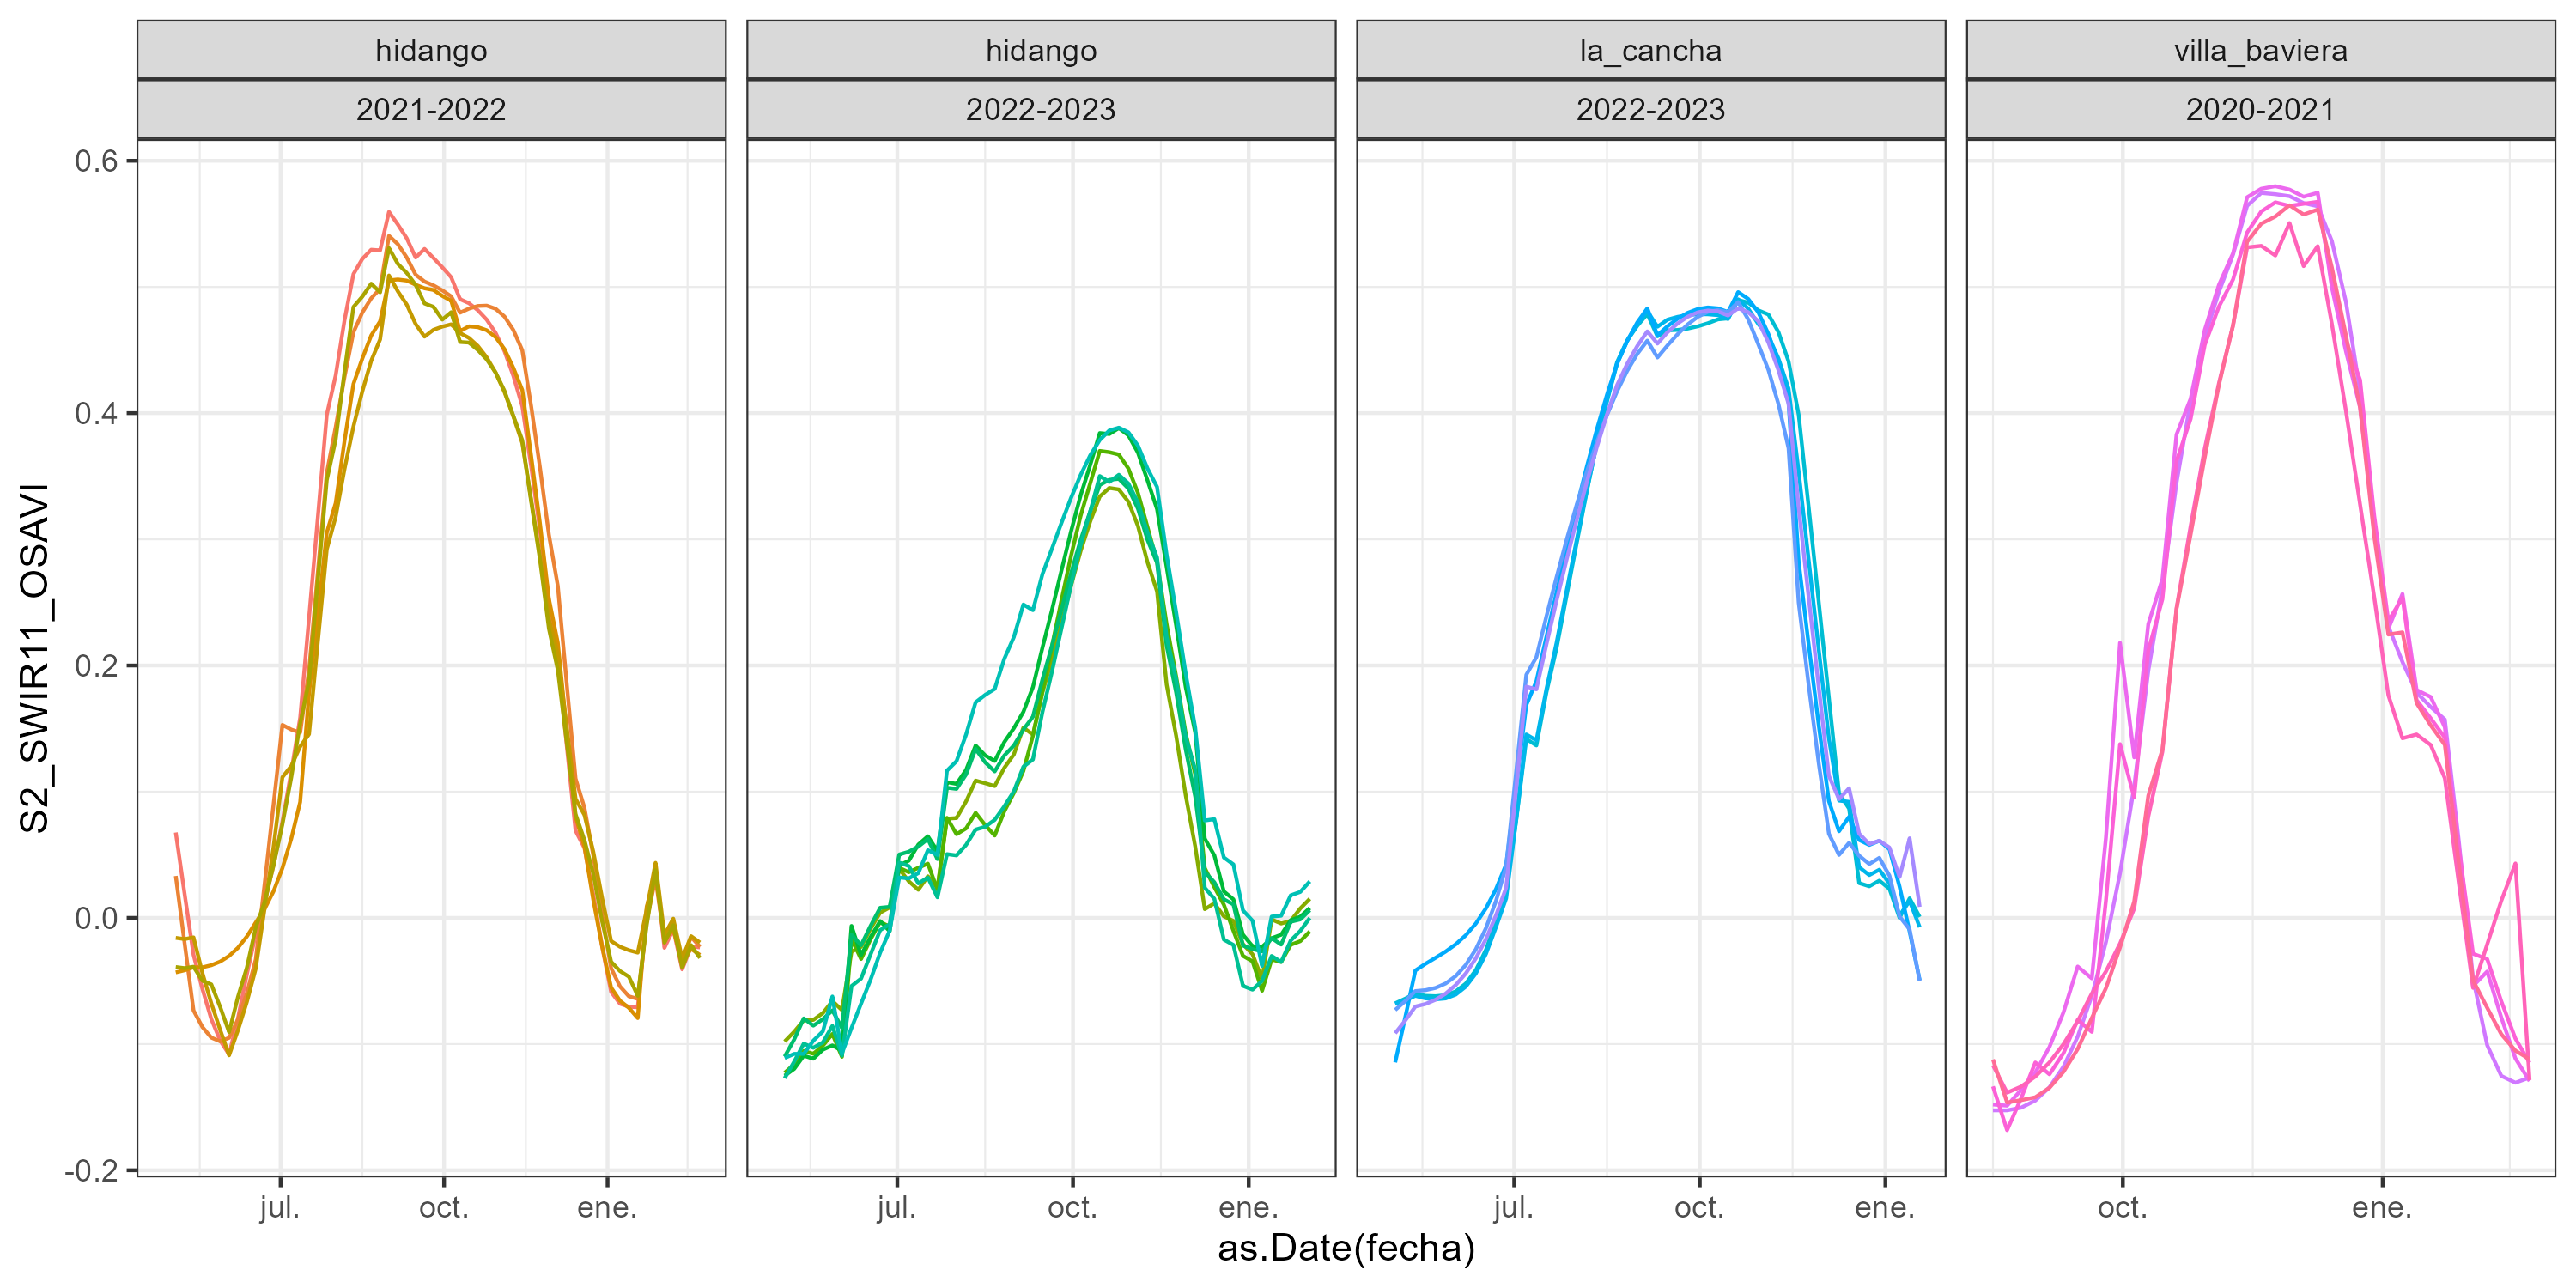 hidango
hidango
la_cancha
villa_baviera
2021-2022
2022-2023
2022-2023
2020-2021
S2_SWIR11_OSAVI
0.6
0.4
0.2
0.0
-0.2
jul.
oct.
ene.
jul.
oct.
ene.
jul.
oct.
ene.
oct.
ene.
as.Date(fecha)